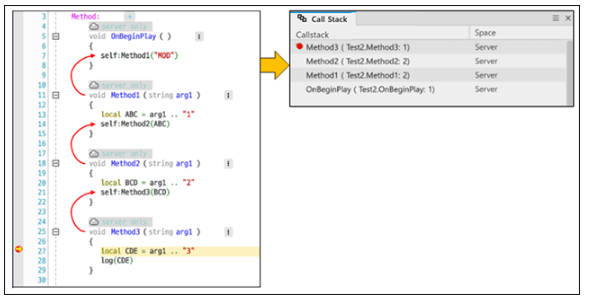 3 Method:
4 server only
5 void OnBeginPlay ( ) !
6 {
7 self:Method1("MOD")
8 }
9
10 server only
11 void Method1 ( string arg1 ) !
12 {
13 local ABC = arg1 .. "1"
14 self:Method2(ABC)
15 }
16
17 server only
18 void Method2 ( string arg1 ) !
19 {
20 local BCD = arg1 .. "2"
21 self:Method3(BCD)
22 }
23
24 server only
25 void Method3 ( string arg1 ) !
26 {
27 local CDE = arg1 .. "3"
28 log(CDE)
29 }
30
Call Stack
Callstack Space
Method3 ( Test2.Method3: 1) Server
Method2 ( Test2.Method2: 2) Server
Method1 ( Test2.Method1: 2) Server
OnBeginPlay ( Test2.OnBeginPlay: 1) Server